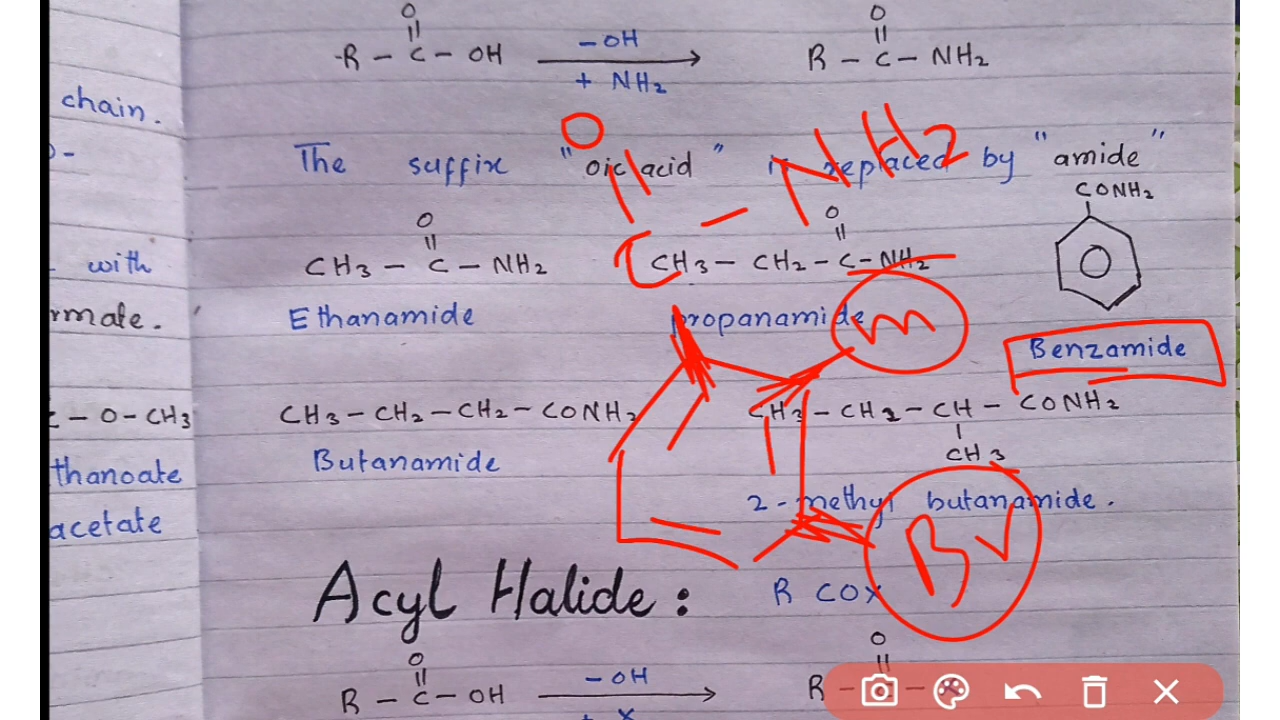 O O
R - C - OH - OH R - C - NH2
+ NH2
chain.
The suffix "oic acid" is replaced by "amide"
O
C - NH2
CONH2
O O
with CH3 - C - NH2 CH3 - CH2 - C - NH2
rmate. Ethanamide propanamide Benzamide
m
- O - CH3 CH3 - CH2 - CH2 - CONH2 CH3 - CH2 - CH - CONH2
CH3
thanoate Butanamide
2 - methyl butanamide.
acetate
Br
Acyl Halide : R COX
O O
R - C - OH - OH R -
+ X